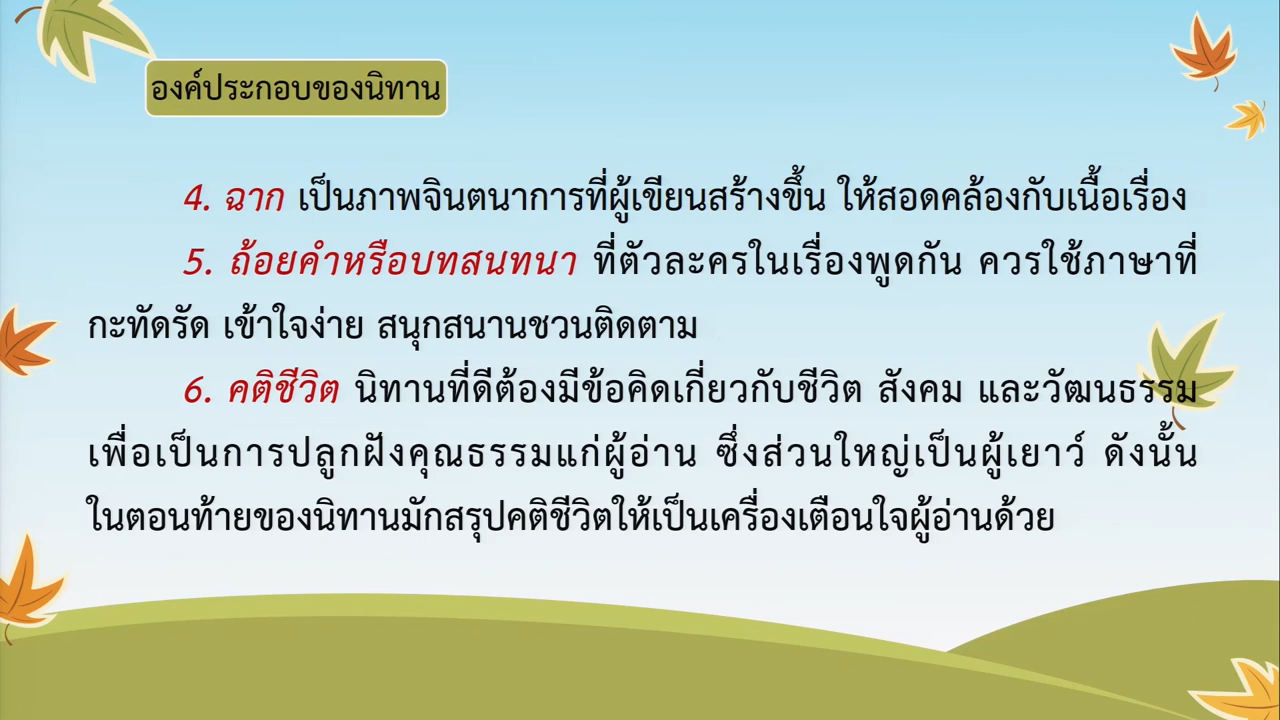 องค์ประกอบของนิทาน
4. ฉาก เป็นภาพจินตนาการที่ผู้เขียนสร้างขึ้น ให้สอดคล้องกับเนื้อเรื่อง
5. ถ้อยคำหรือบทสนทนา ที่ตัวละครในเรื่องพูดกัน ควรใช้ภาษาที่
กะทัดรัด เข้าใจง่าย สนุกสนานชวนติดตาม
6. คติชีวิต นิทานที่ดีต้องมีข้อคิดเกี่ยวกับชีวิต สังคม และวัฒนธรรม
เพื่อเป็นการปลูกฝังคุณธรรมแก่ผู้อ่าน ซึ่งส่วนใหญ่เป็นผู้เยาว์ ดังนั้น
ในตอนท้ายของนิทานมักสรุปคติชีวิตให้เป็นเครื่องเตือนใจผู้อ่านด้วย